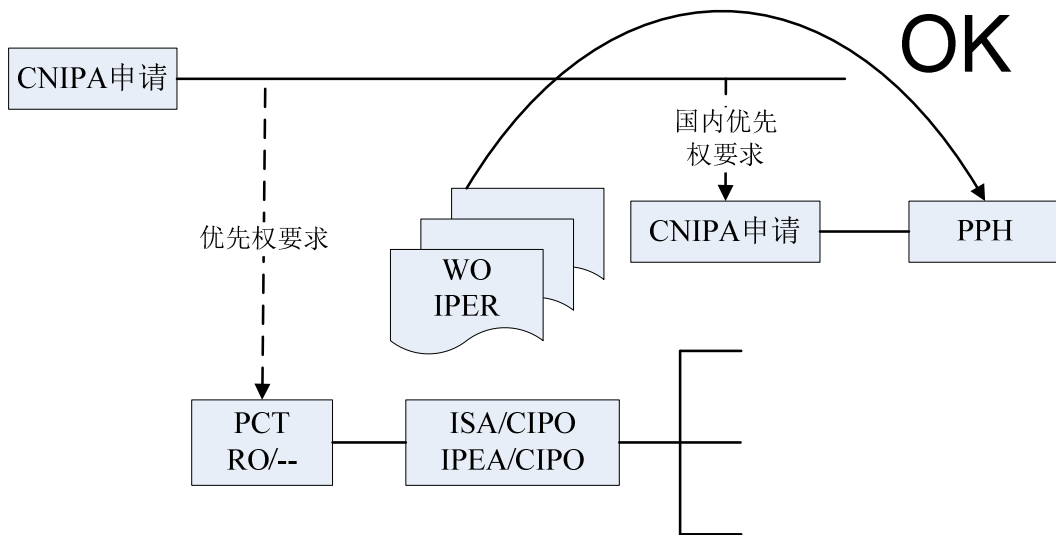 OK
CNIPA申请
国内优先
权要求
优先权要求
CNIPA申请
PPH
WO
IPER
PCT
RO/--
ISA/CIPO
IPEA/CIPO